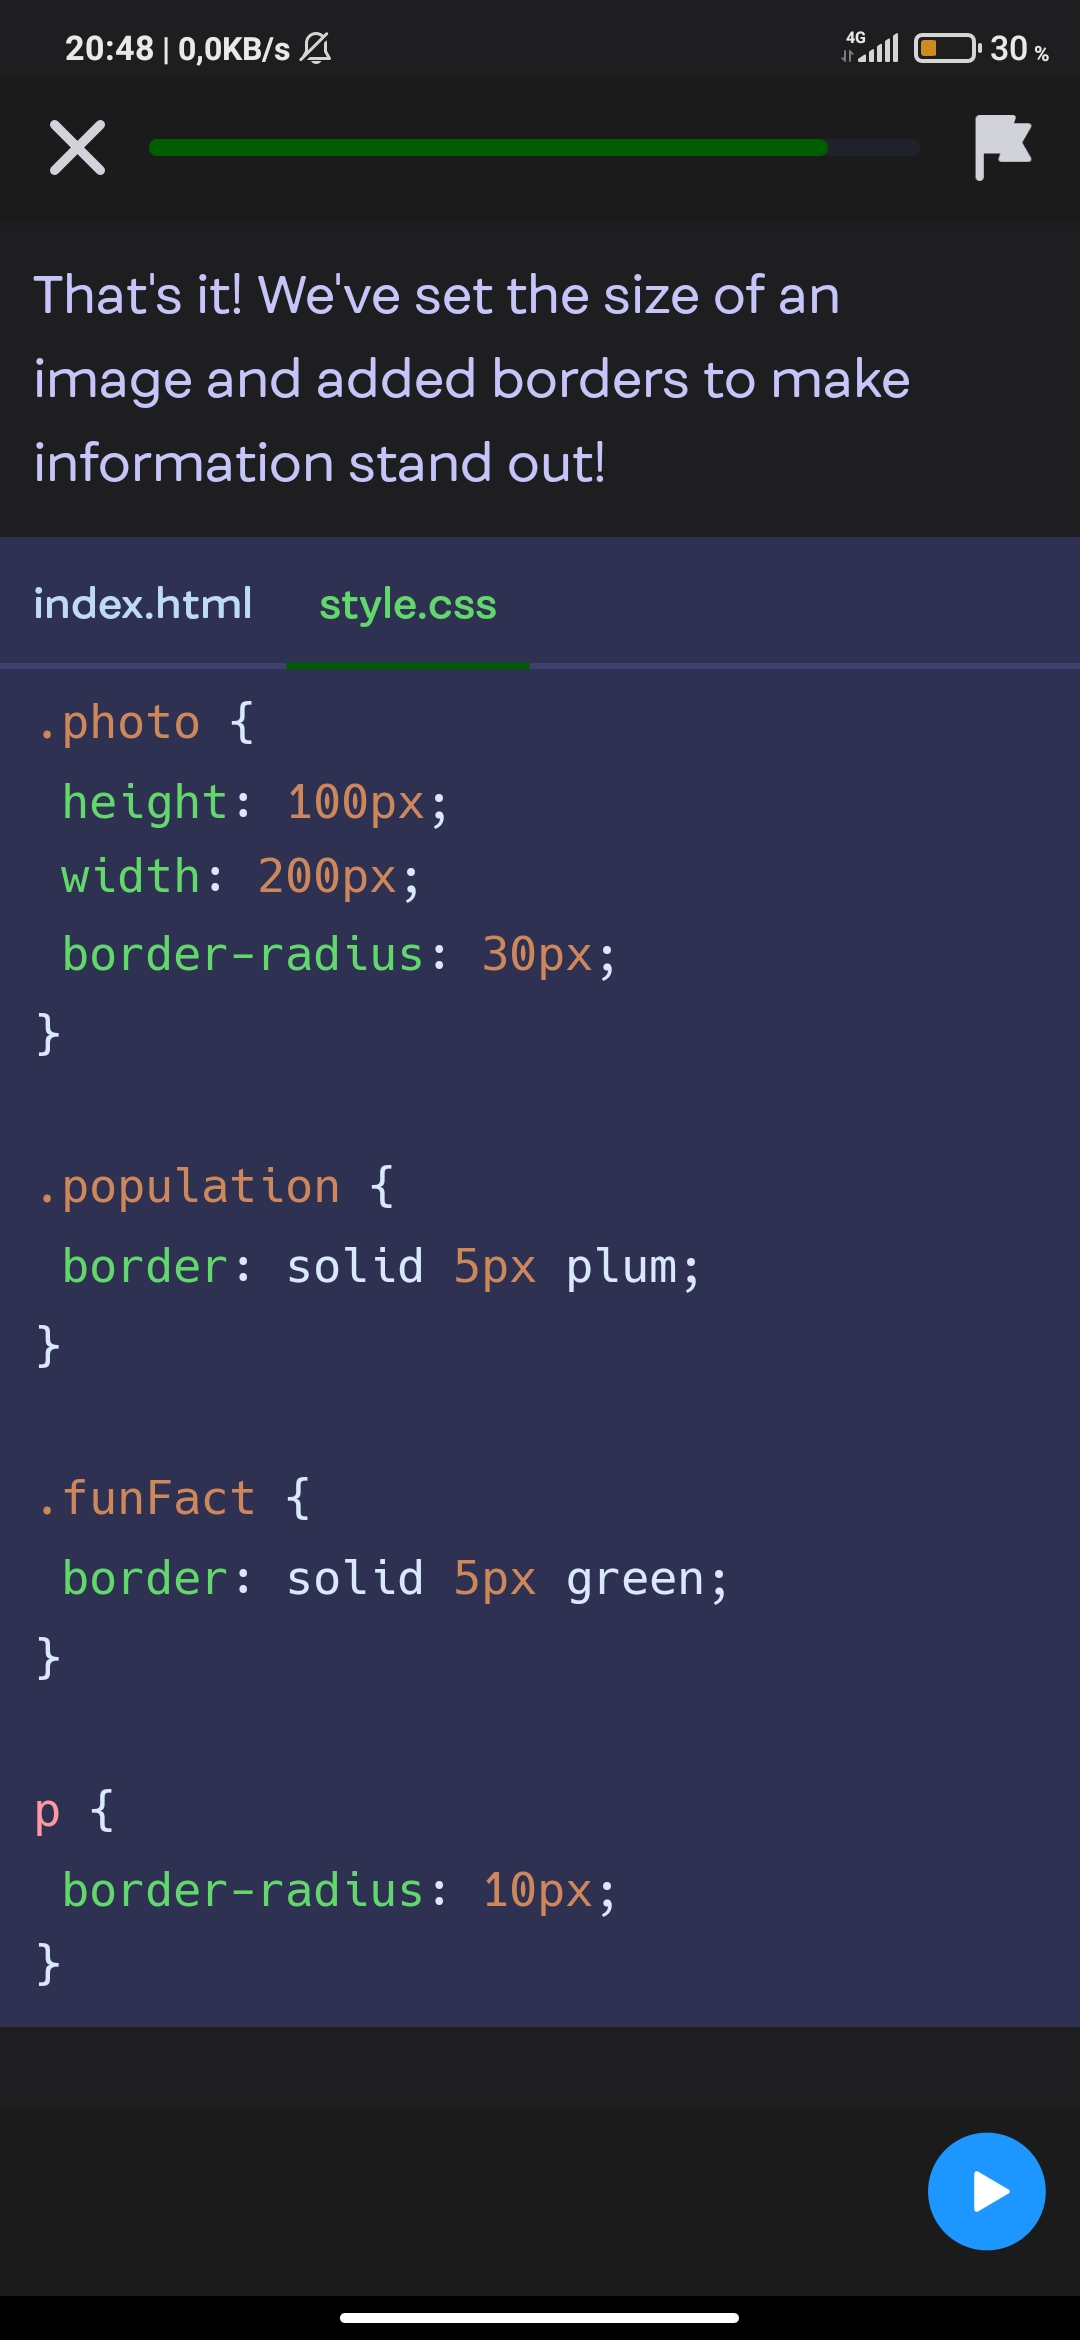 20:48 | 0,0KB/s 4G 30 %
That's it! We've set the size of an
image and added borders to make
information stand out!
index.html style.css
.photo {
 height: 100px;
 width: 200px;
 border-radius: 30px;
}
.population {
 border: solid 5px plum;
}
.funFact {
 border: solid 5px green;
}
p {
 border-radius: 10px;
}